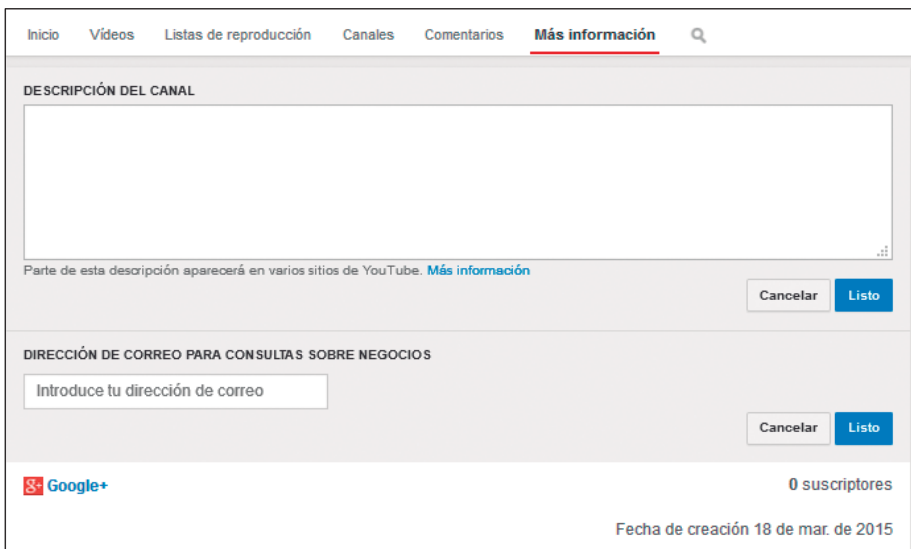 Inicio Vídeos Listas de reproducción Canales Comentarios Más información
DESCRIPCIÓN DEL CANAL
Parte de esta descripción aparecerá en varios sitios de YouTube. Más información
Cancelar Listo
DIRECCIÓN DE CORREO PARA CONSULTAS SOBRE NEGOCIOS
Introduce tu dirección de correo
Cancelar Listo
g+ Google+ 0 suscriptores
Fecha de creación 18 de mar. de 2015